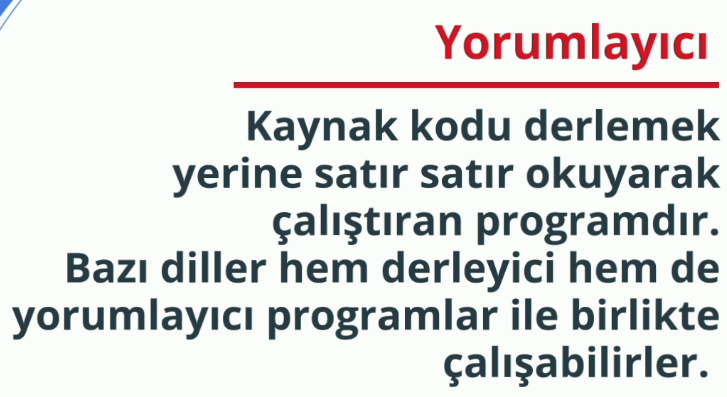 Yorumlayıcı
Kaynak kodu derlemek
yerine satır satır okuyarak
çalıştıran programdır.
Bazı diller hem derleyici hem de
yorumlayıcı programlar ile birlikte
çalışabilirler.